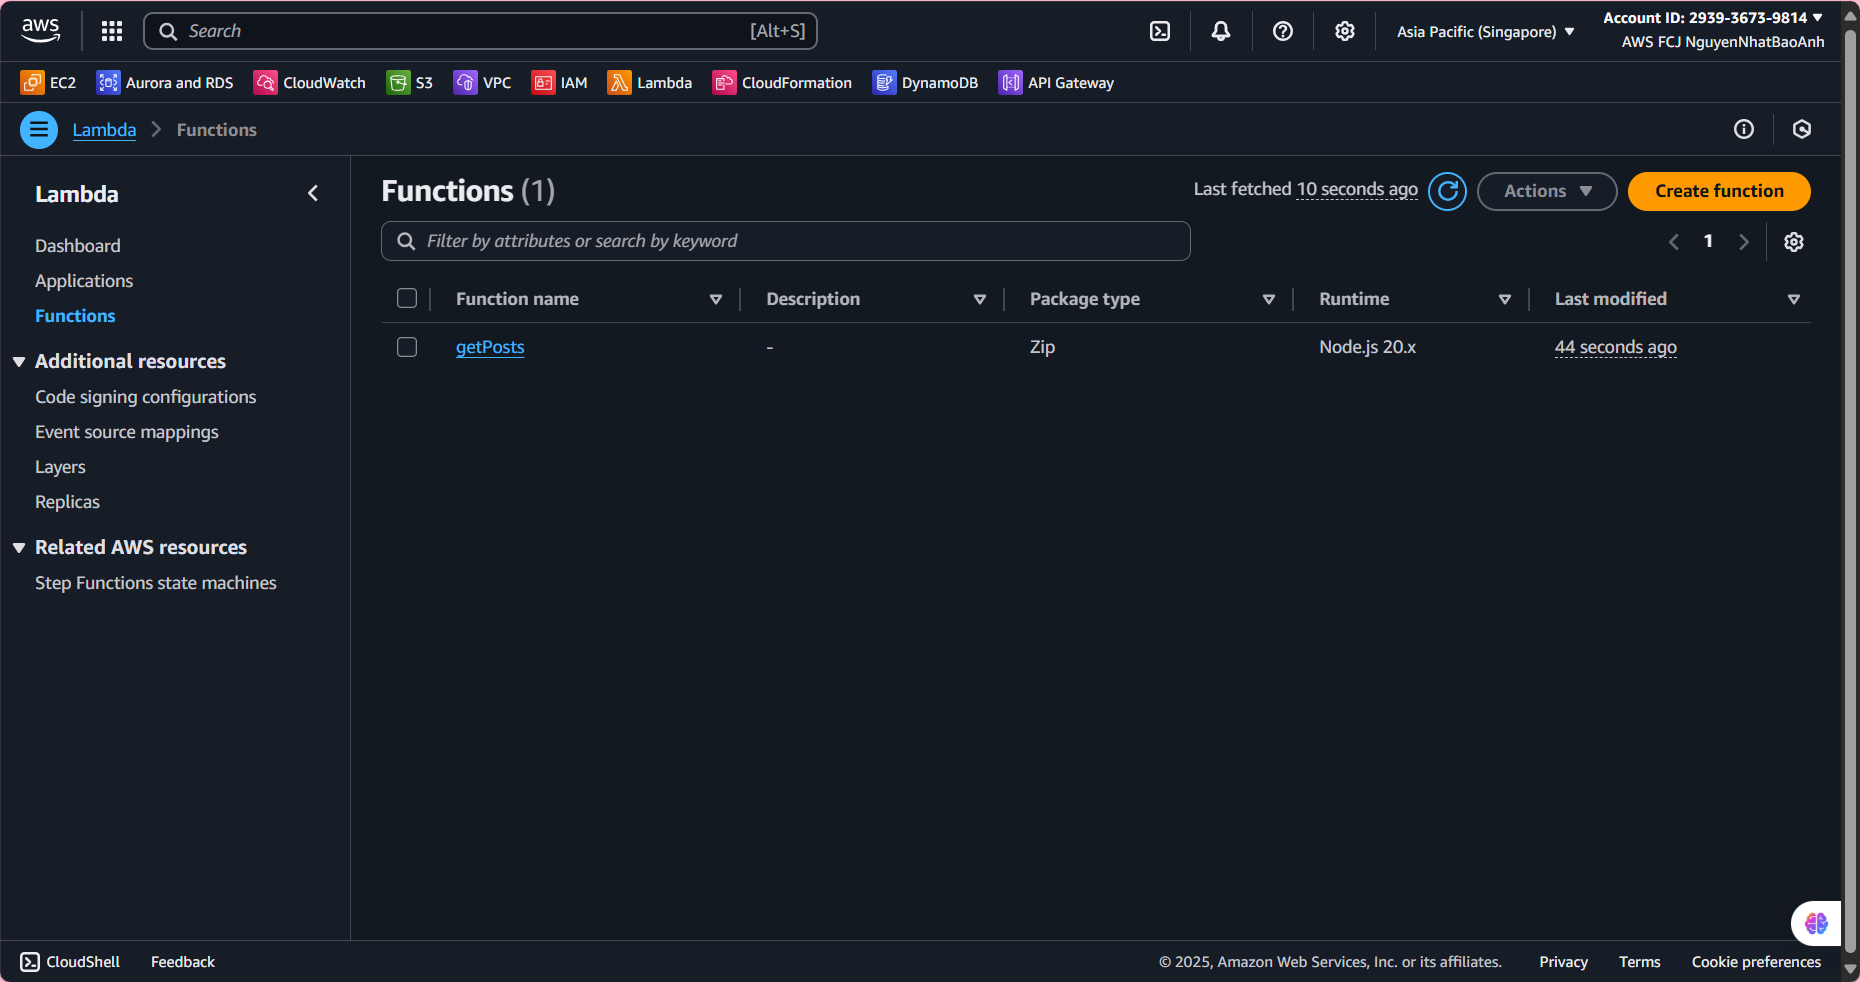 aws
Search [Alt+S]
Asia Pacific (Singapore)
Account ID: 2939-3673-9814
AWS FCJ NguyenNhatBaoAnh
EC2 Aurora and RDS CloudWatch S3 VPC IAM Lambda CloudFormation DynamoDB API Gateway
Lambda Functions
Lambda
Dashboard
Applications
Functions
Additional resources
Code signing configurations
Event source mappings
Layers
Replicas
Related AWS resources
Step Functions state machines
Functions (1)
Last fetched 10 seconds ago
Actions
Create function
Filter by attributes or search by keyword
1
Function name Description Package type Runtime Last modified
getPosts - Zip Node.js 20.x 44 seconds ago
CloudShell Feedback
© 2025, Amazon Web Services, Inc. or its affiliates. Privacy Terms Cookie preferences